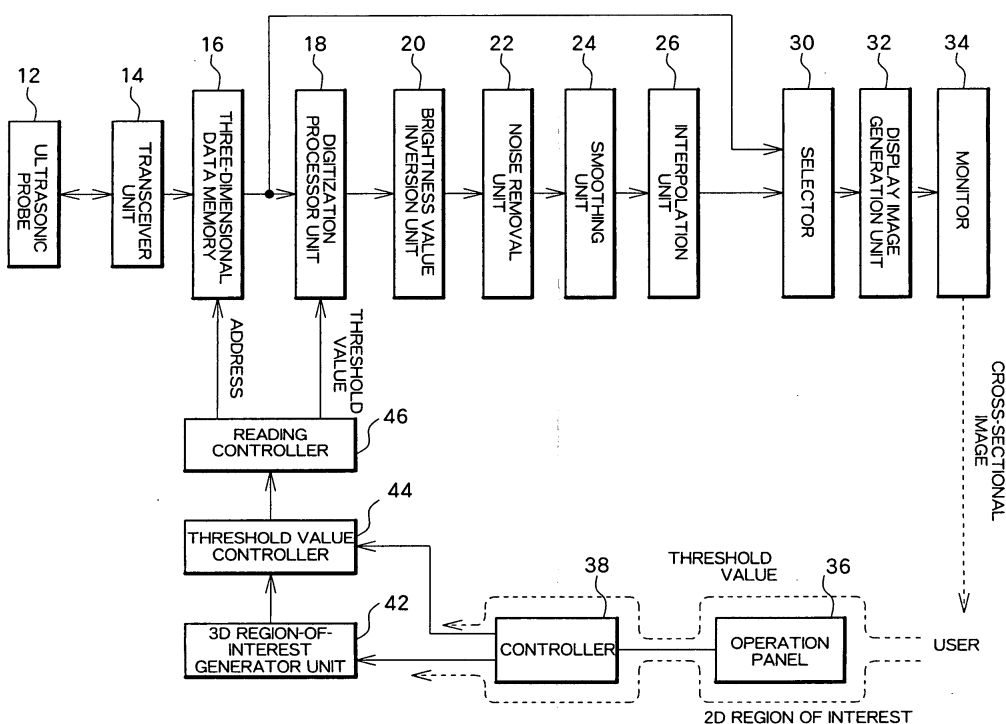 16
18
20
22
24
26
30
32
34
12
14
ULTRASONIC
PROBE
TRANSCEIVER
UNIT
THREE-DIMENSIONAL
DATA MEMORY
DIGITIZATION
PROCESSOR UNIT
BRIGHTNESS VALUE
INVERSION UNIT
NOISE REMOVAL
UNIT
SMOOTHING
UNIT
INTERPOLATION
UNIT
SELECTOR
DISPLAY IMAGE
GENERATION UNIT
MONITOR
ADDRESS
THRESHOLD
VALUE
CROSS-SECTIONAL
IMAGE
46
READING
CONTROLLER
44
THRESHOLD VALUE
CONTROLLER
42
3D REGION-OF-
INTEREST
GENERATOR UNIT
38
CONTROLLER
THRESHOLD
VALUE
36
OPERATION
PANEL
USER
2D REGION OF INTEREST